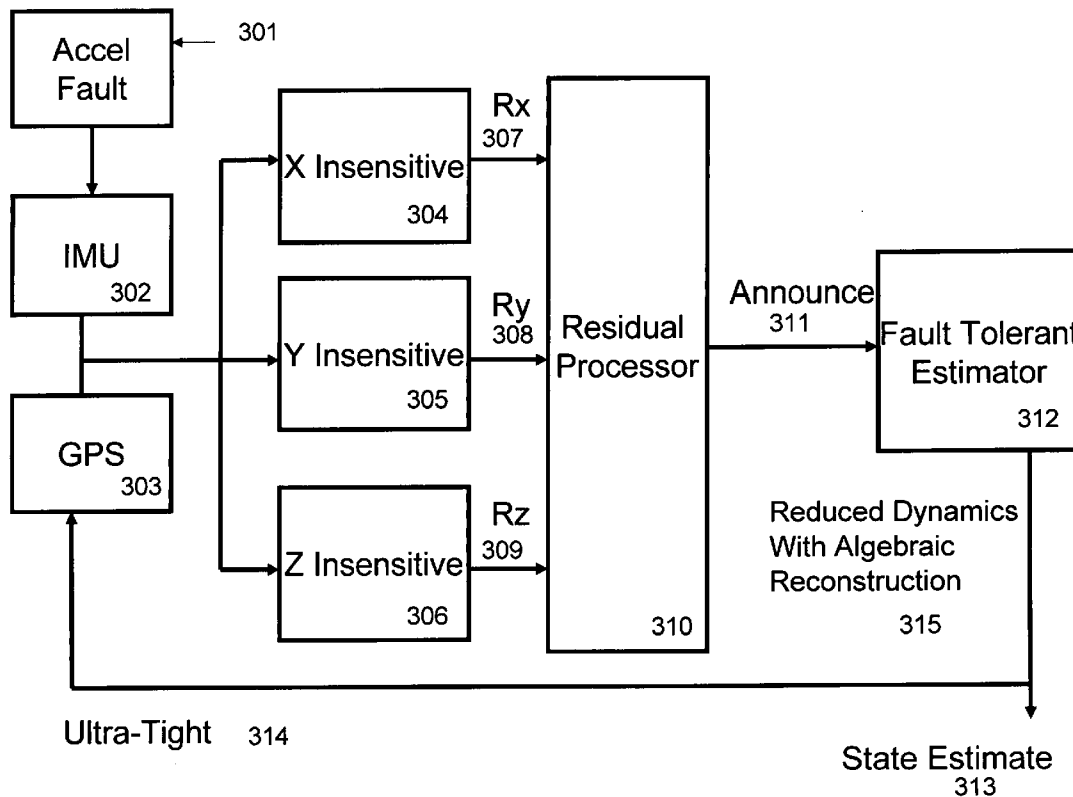 Accel
Fault
301
IMU
302
GPS
303
X Insensitive
304
Y Insensitive
305
Z Insensitive
306
Rx
307
Ry
308
Rz
309
Residual
Processor
310
Announce
311
Fault Tolerant
Estimator
312
Reduced Dynamics
With Algebraic
Reconstruction
315
Ultra-Tight 314
State Estimate
313